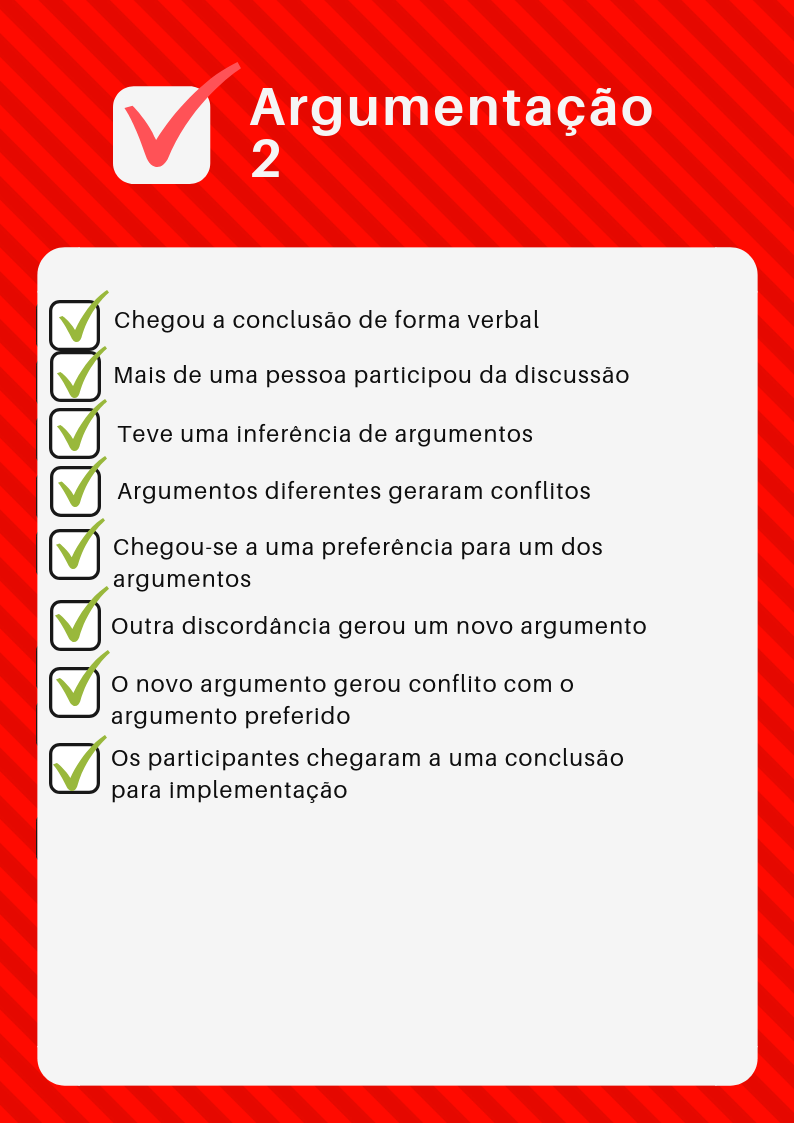 Argumentação
2
Chegou a conclusão de forma verbal
Mais de uma pessoa participou da discussão
Teve uma inferência de argumentos
Argumentos diferentes geraram conflitos
Chegou-se a uma preferência para um dos
argumentos
Outra discordância gerou um novo argumento
O novo argumento gerou conflito com o
argumento preferido
Os participantes chegaram a uma conclusão
para implementação